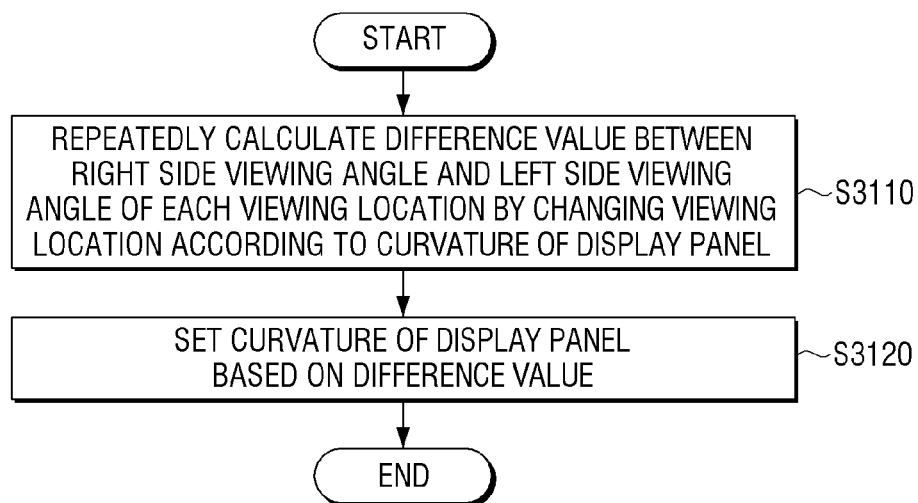 START
REPEATEDLY CALCULATE DIFFERENCE VALUE BETWEEN
RIGHT SIDE VIEWING ANGLE AND LEFT SIDE VIEWING
ANGLE OF EACH VIEWING LOCATION BY CHANGING VIEWING
LOCATION ACCORDING TO CURVATURE OF DISPLAY PANEL
S3110
SET CURVATURE OF DISPLAY PANEL
BASED ON DIFFERENCE VALUE
S3120
END